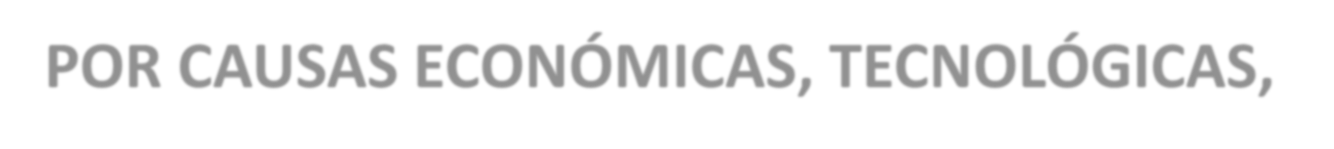 POR CAUSAS ECONÓMICAS, TECNOLÓGICAS,